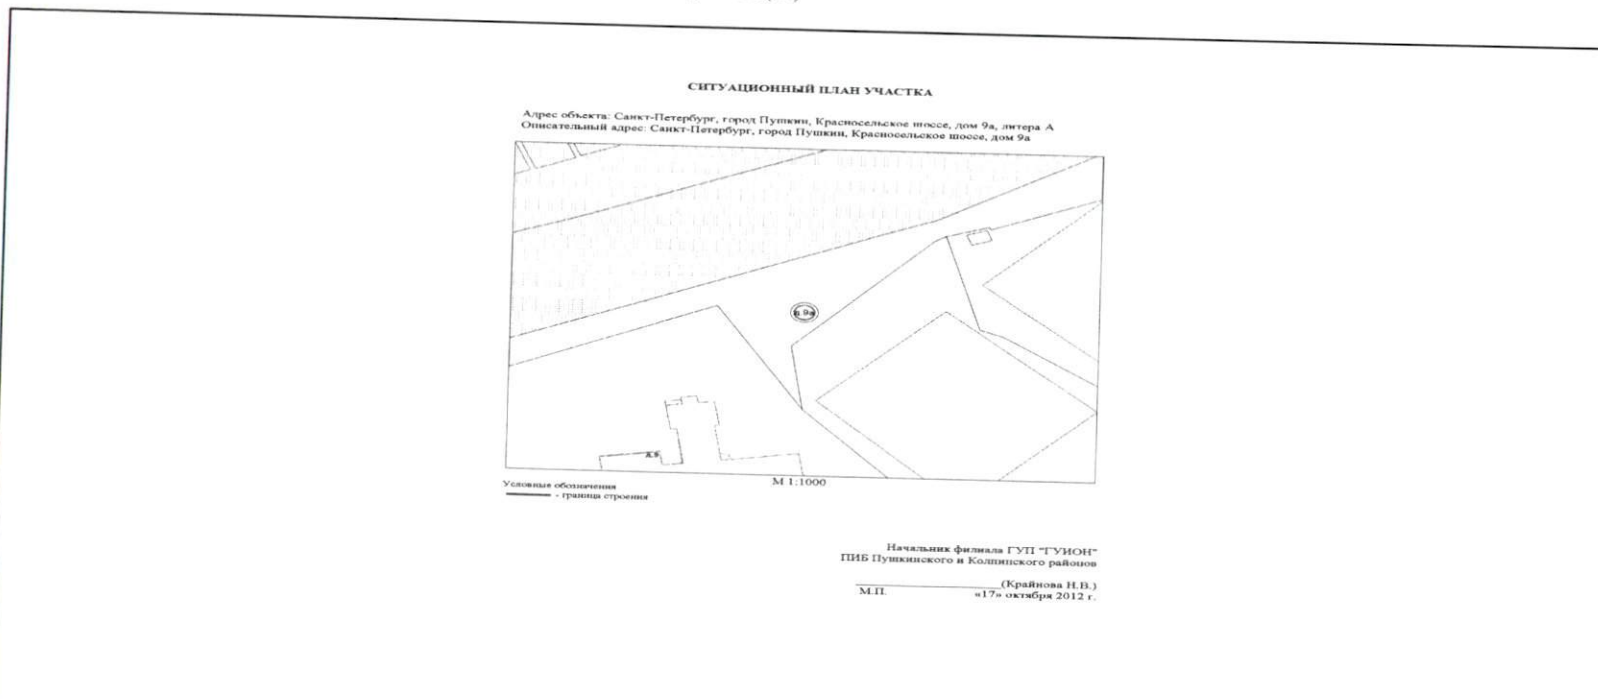 СИТУАЦИОННЫЙ ПЛАН УЧАСТКА
Адрес объекта: Санкт-Петербург, город Пушкин, Красносельское шоссе, дом 9а, литера А
Описательный адрес: Санкт-Петербург, город Пушкин, Красносельское шоссе, дом 9а
д.9а
д.9
М 1:1000
Условные обозначения
- граница строения
Начальник филиала ГУП "ГУИОН"
ПИБ Пушкинского и Колпинского районов
(Крайнова Н.В.)
М.П. «17» октября 2012 г.